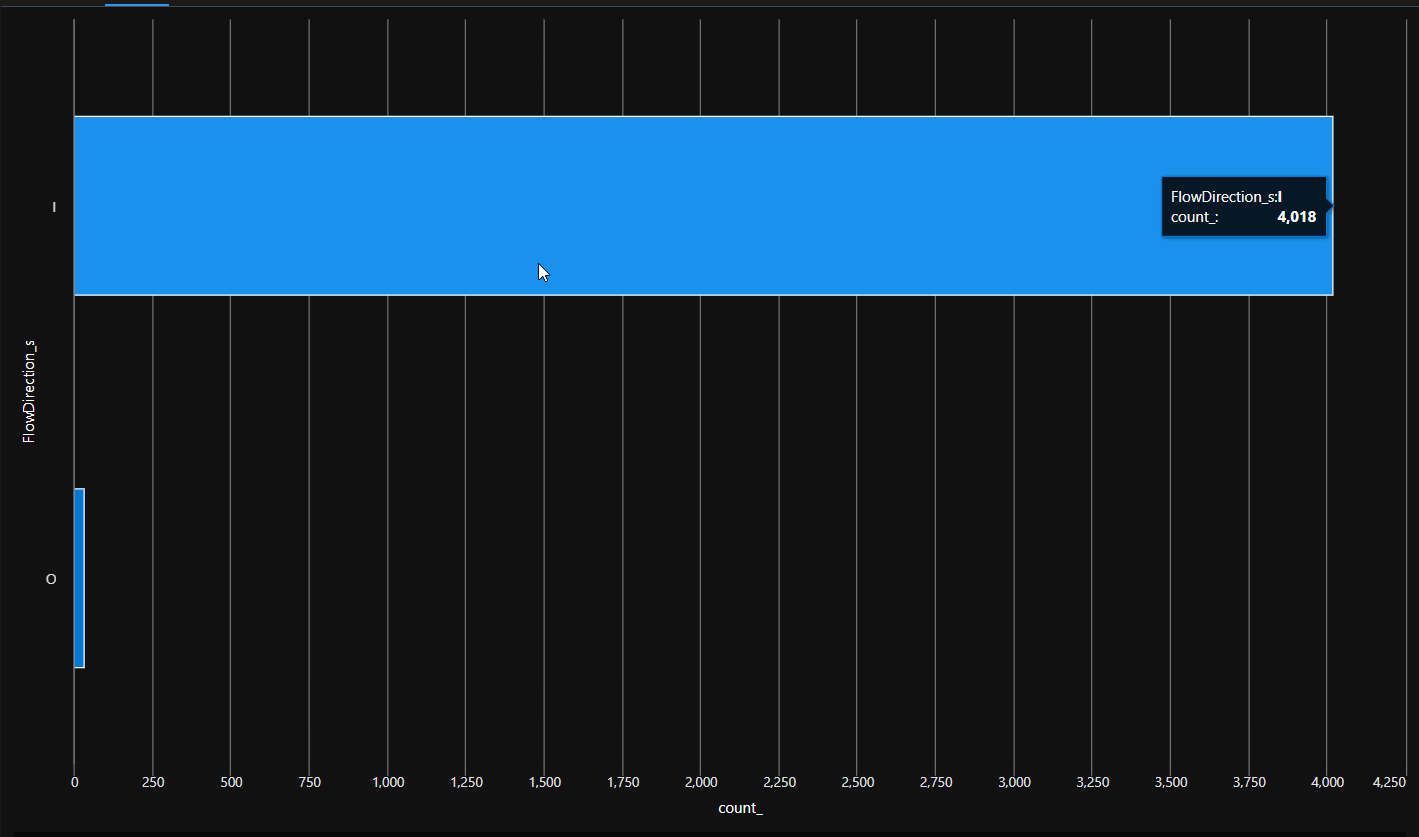 I
FlowDirection_s:I
count_: 4,018
FlowDirection_s
O
0 250 500 750 1,000 1,250 1,500 1,750 2,000 2,250 2,500 2,750 3,000 3,250 3,500 3,750 4,000 4,250
count_